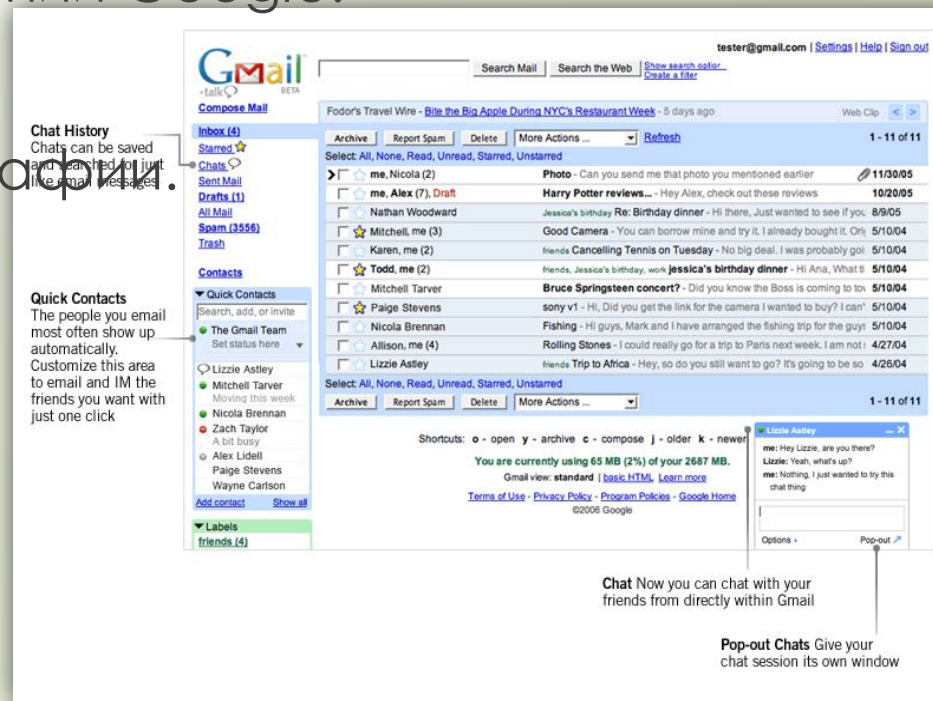 Google.
афии.
tester@gmail.com | Settings | Help | Sign out
Gmail
-talk BETA
Search Mail Search the Web Show search option
Create a filter
Compose Mail
Fodor's Travel Wire - Bite the Big Apple During NYC's Restaurant Week - 5 days ago Web Clip < >
Inbox (4)
Starred
Chats
Sent Mail
Drafts (1)
All Mail
Spam (3556)
Trash
Contacts
Archive Report Spam Delete More Actions ... Refresh 1 - 11 of 11
Select: All, None, Read, Unread, Starred, Unstarred
me, Nicola (2) Photo - Can you send me that photo you mentioned earlier 11/30/05
me, Alex (7), Draft Harry Potter reviews... - Hey Alex, check out these reviews 10/20/05
Nathan Woodward Jessica's birthday Re: Birthday dinner - Hi there, Just wanted to see if you 8/9/05
Mitchell, me (3) Good Camera - You can borrow mine and try it. I already bought it. Ori 5/10/04
Karen, me (2) friends Cancelling Tennis on Tuesday - No big deal. I was probably goi 5/10/04
Todd, me (2) friends, Jessica's birthday, work jessica's birthday dinner - Hi Ana, What ti 5/10/04
Mitchell Tarver Bruce Springsteen concert? - Did you know the Boss is coming to tov 5/10/04
Paige Stevens sony v1 - Hi, Did you get the link for the camera I wanted to buy? I can' 5/10/04
Nicola Brennan Fishing - Hi guys, Mark and I have arranged the fishing trip for the guys 5/10/04
Allison, me (4) Rolling Stones - I could really go for a trip to Paris next week. I am not 4/27/04
Lizzie Astley friends Trip to Africa - Hey, so do you still want to go? It's going to be so 4/26/04
Select: All, None, Read, Unread, Starred, Unstarred
Archive Report Spam Delete More Actions ... 1 - 11 of 11
Quick Contacts
Search, add, or invite
The Gmail Team
Set status here
Lizzie Astley
Mitchell Tarver
Moving this week
Nicola Brennan
Zach Taylor
A bit busy
Alex Lidell
Paige Stevens
Wayne Carlson
Add contact Show all
Labels
friends (4)
Shortcuts: o - open y - archive c - compose j - older k - newer
You are currently using 65 MB (2%) of your 2687 MB.
Gmail view: standard | basic HTML Learn more
Terms of Use - Privacy Policy - Program Policies - Google Home
©2006 Google
Lizzie Astley
me: Hey Lizzie, are you there?
Lizzie: Yeah, what's up?
me: Nothing, I just wanted to try this
chat thing
Options Pop-out
Chat History
Chats can be saved
and searched for just
like email messages
Quick Contacts
The people you email
most often show up
automatically.
Customize this area
to email and IM the
friends you want with
just one click
Chat Now you can chat with your
friends from directly within Gmail
Pop-out Chats Give your
chat session its own window